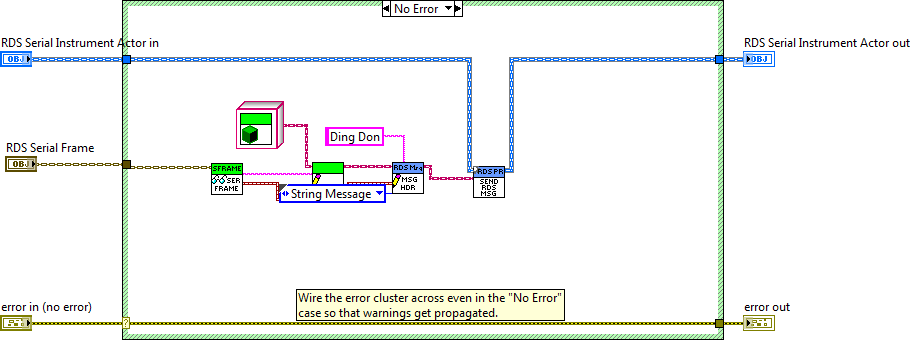 No Error
RDS Serial Instrument Actor in
RDS Serial Instrument Actor out
OBJ
OBJ
Ding Don
RDS Serial Frame
OBJ
SFRAME
SER
FRAME
RDS Msg
MSG
HDR
RDS PR
SEND
RDS
MSG
String Message
Wire the error cluster across even in the "No Error"
case so that warnings get propagated.
error in (no error)
error out
?